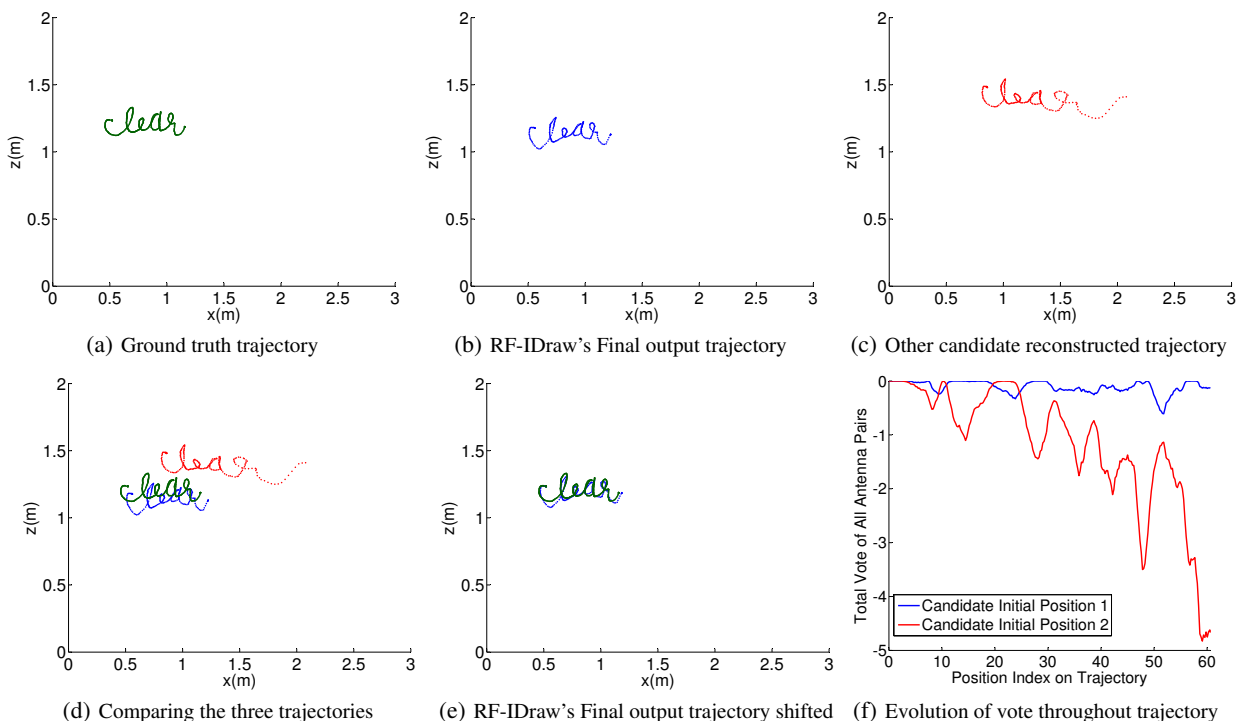 2
1.5
1
0.5
0
z(m)
clear
0 0.5 1 1.5 2 2.5 3
x(m)
(a) Ground truth trajectory
2
1.5
1
0.5
0
z(m)
clear
0 0.5 1 1.5 2 2.5 3
x(m)
(b) RF-IDraw's Final output trajectory
2
1.5
1
0.5
0
z(m)
clear
0 0.5 1 1.5 2 2.5 3
x(m)
(c) Other candidate reconstructed trajectory
2
1.5
1
0.5
0
z(m)
clear
clear
clear
0 0.5 1 1.5 2 2.5 3
x(m)
(d) Comparing the three trajectories
2
1.5
1
0.5
0
z(m)
clear
0 0.5 1 1.5 2 2.5 3
x(m)
(e) RF-IDraw's Final output trajectory shifted
0
-1
-2
-3
-4
-5
Total Vote of All Antenna Pairs
Candidate Initial Position 1
Candidate Initial Position 2
0 10 20 30 40 50 60
Position Index on Trajectory
(f) Evolution of vote throughout trajectory